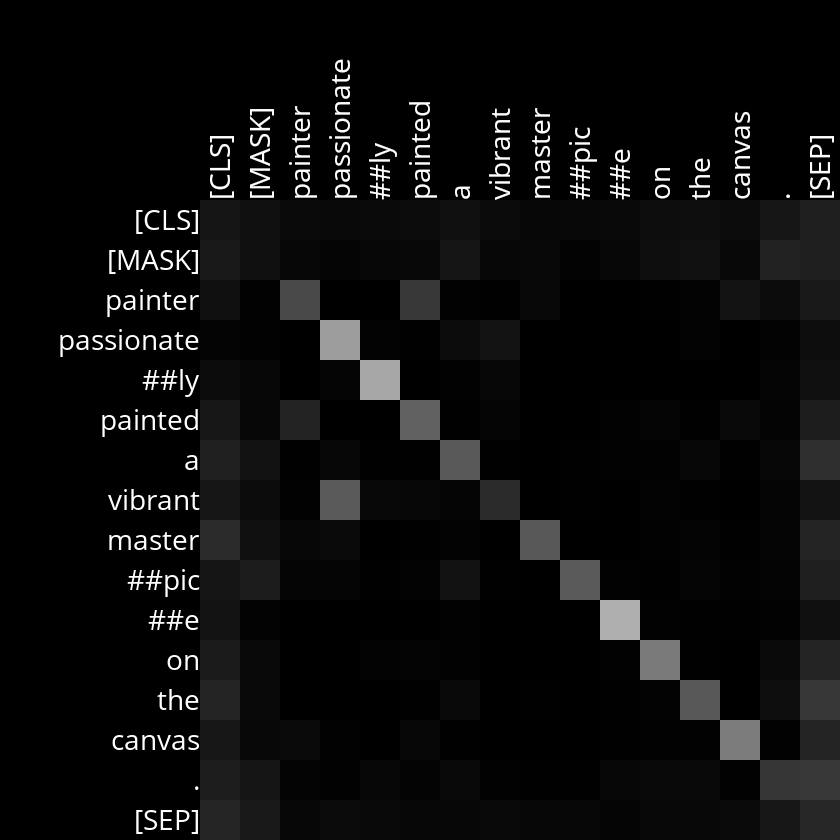 [CLS] [MASK] painter passionate ##ly painted a vibrant master ##pic ##e on the canvas . [SEP]
[CLS]
[MASK]
painter
passionate
##ly
painted
a
vibrant
master
##pic
##e
on
the
canvas
.
[SEP]